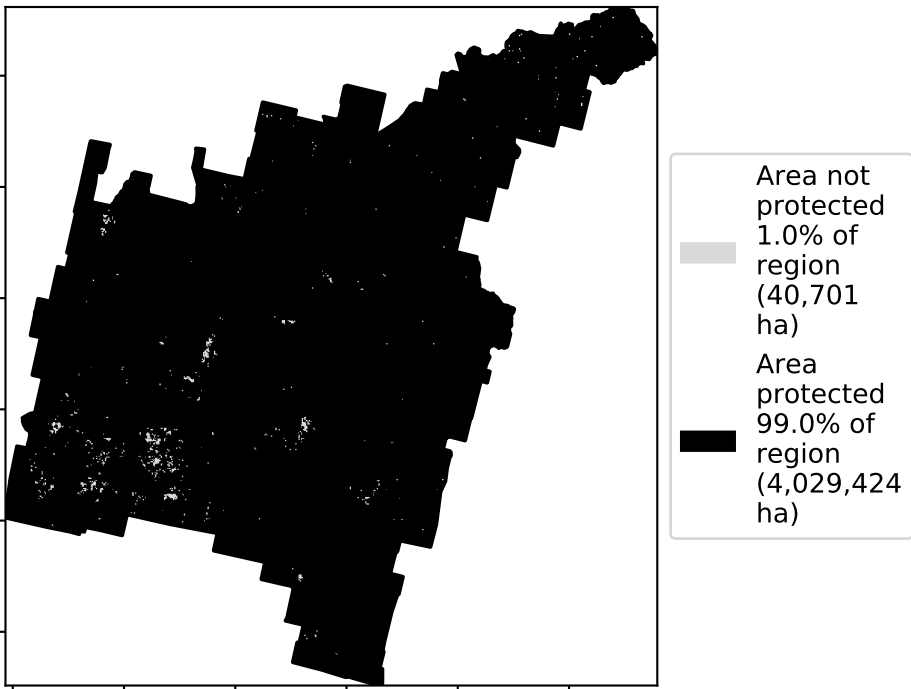 Area not
protected
1.0% of
region
(40,701
ha)
Area
protected
99.0% of
region
(4,029,424
ha)